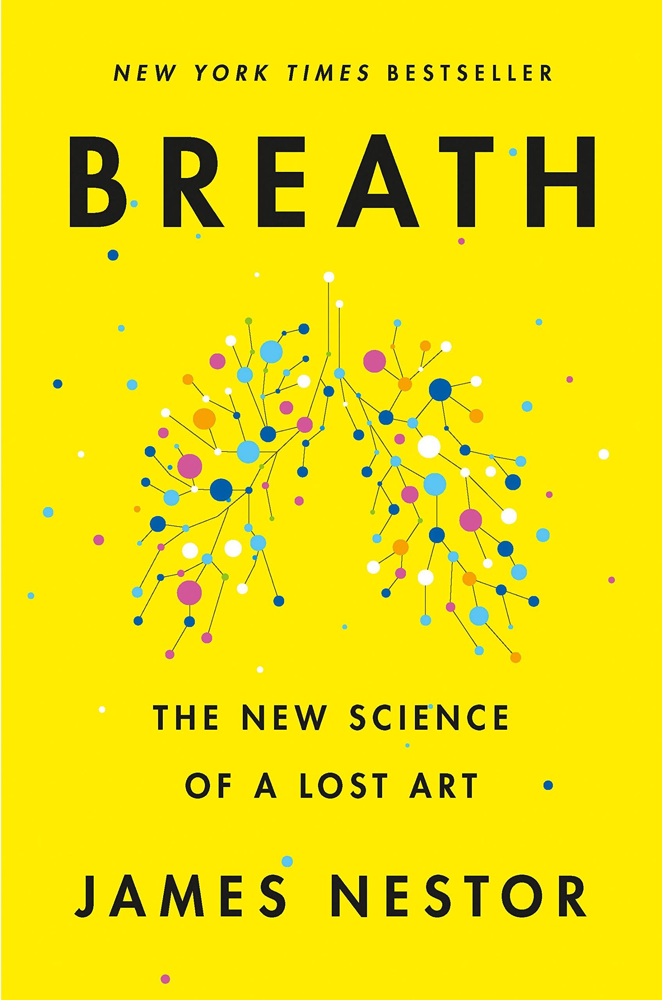 NEW YORK TIMES BESTSELLER
BREATH
THE NEW SCIENCE
OF A LOST ART
JAMES NESTOR